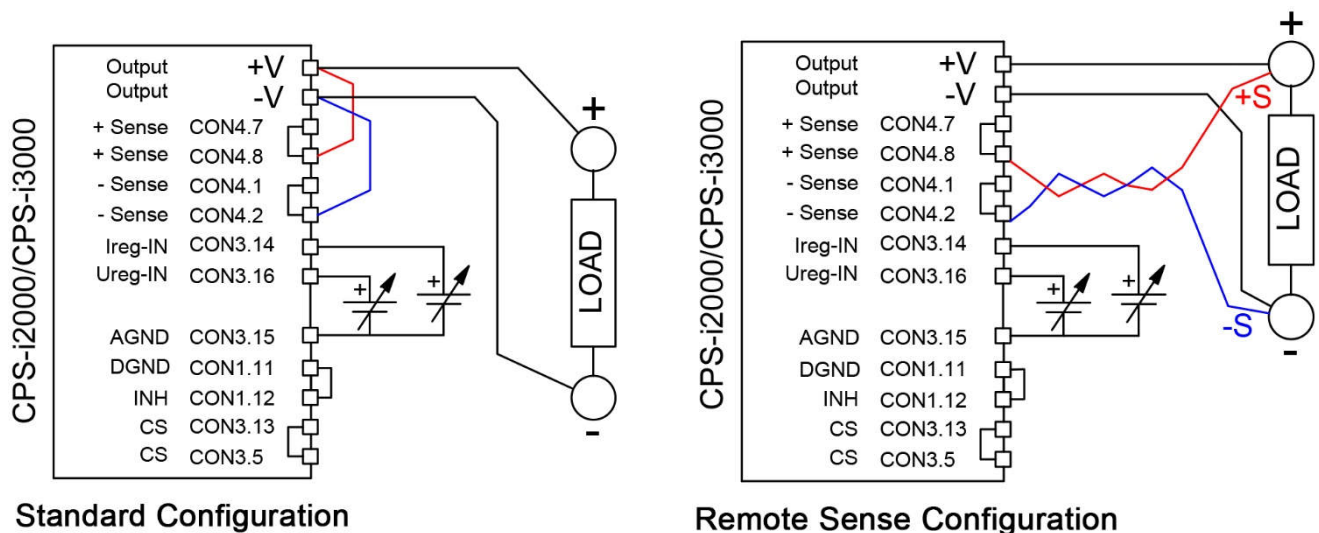 CPS-i2000/CPS-i3000
Output +V
Output -V
+ Sense CON4.7
+ Sense CON4.8
- Sense CON4.1
- Sense CON4.2
Ireg-IN CON3.14
Ureg-IN CON3.16
AGND CON3.15
DGND CON1.11
INH CON1.12
CS CON3.13
CS CON3.5
+
+
+
LOAD
-
Standard Configuration
CPS-i2000/CPS-i3000
Output +V
Output -V
+ Sense CON4.7
+ Sense CON4.8
- Sense CON4.1
- Sense CON4.2
Ireg-IN CON3.14
Ureg-IN CON3.16
AGND CON3.15
DGND CON1.11
INH CON1.12
CS CON3.13
CS CON3.5
+
+
+
+S
LOAD
-S
-
Remote Sense Configuration